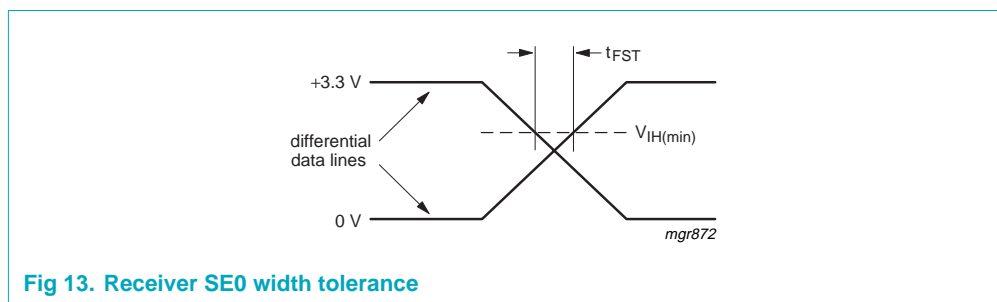 tFST
+3.3 V
VIH(min)
differential
data lines
0 V
mgr872
Fig 13. Receiver SE0 width tolerance